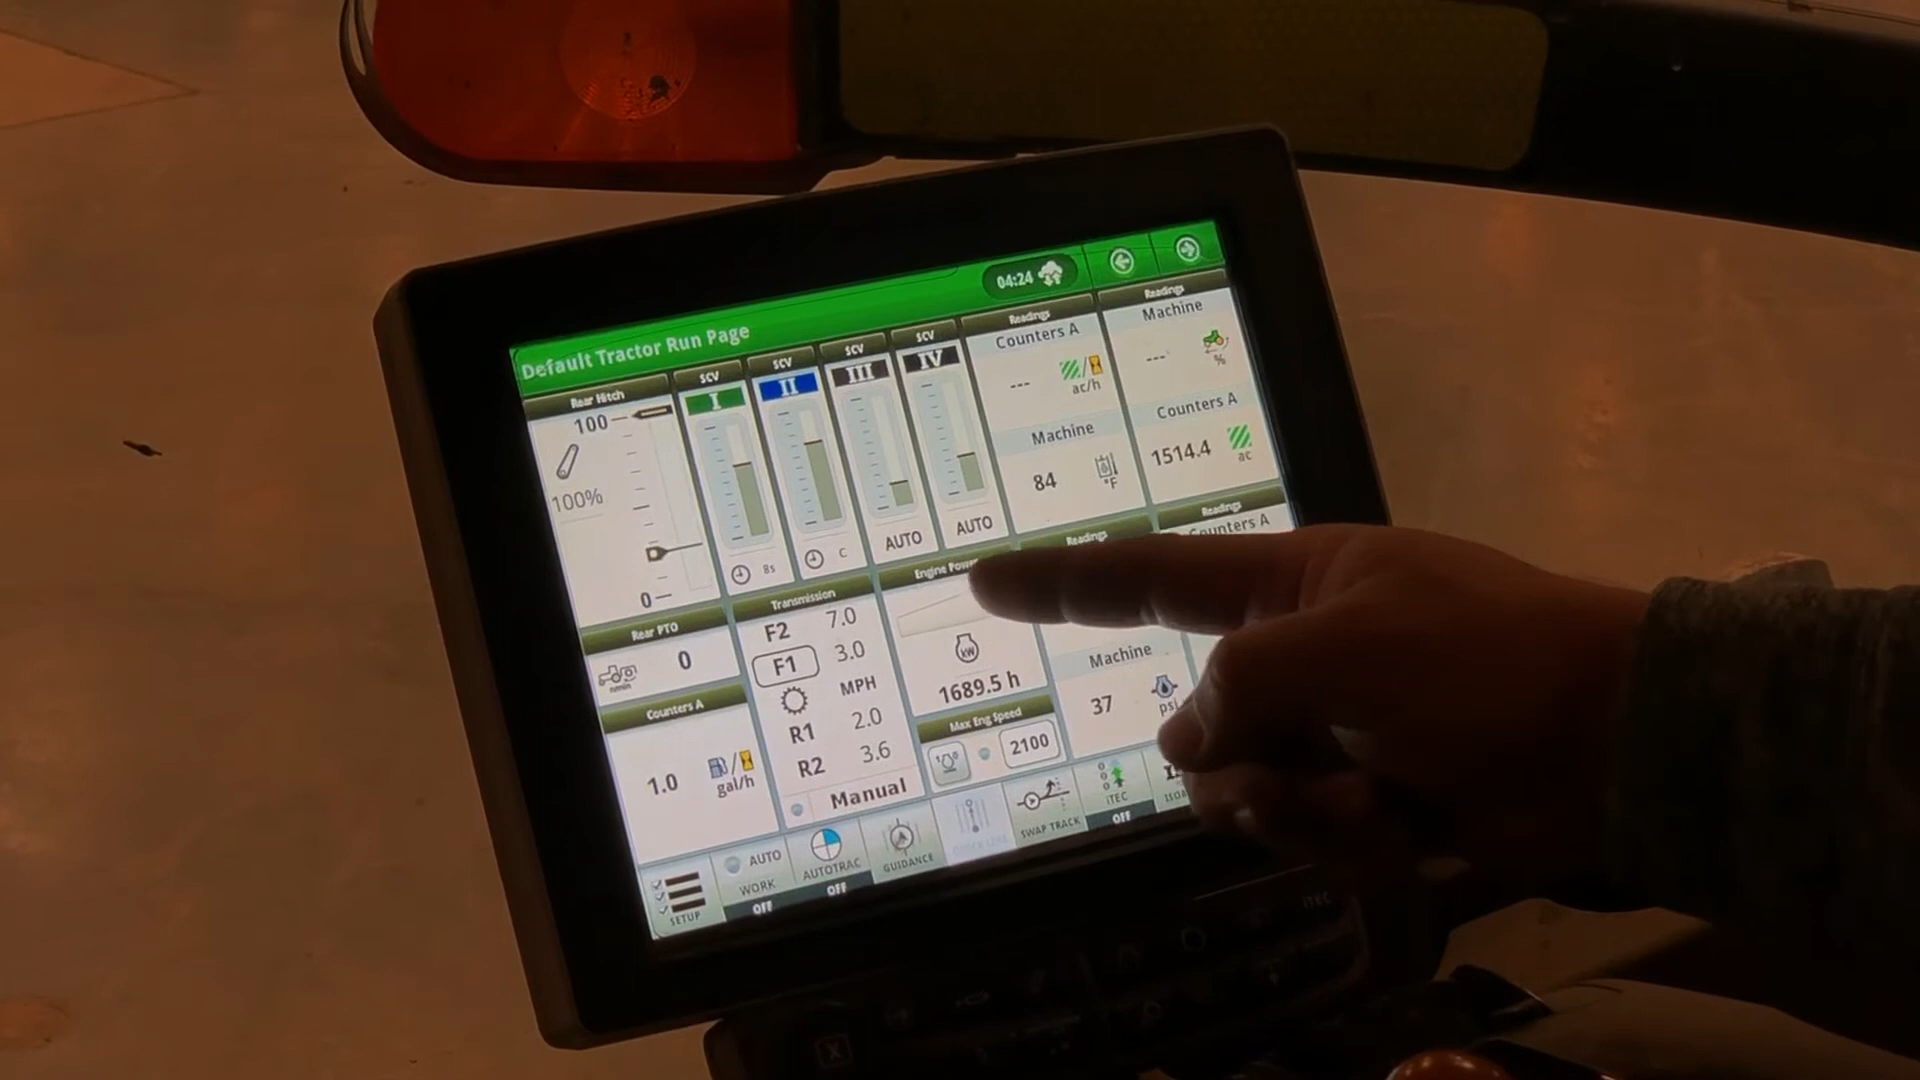 04:24
Default Tractor Run Page
Rear Hitch
100
100%
0
SCV
I
8s
SCV
II
C
SCV
III
AUTO
SCV
IV
AUTO
Readings
Counters A
---
ac/h
Machine
84
°F
Readings
Machine
---
%
Counters A
1514.4
ac
Rear PTO
0
n/min
Counters A
1.0
gal/h
Transmission
F2 7.0
F1 3.0
MPH
R1 2.0
R2 3.6
Manual
Engine
kW
1689.5 h
Max Eng Speed
2100
Readings
Machine
37
psi
Readings
Counters A
SETUP
AUTO
WORK
OFF
AUTOTRAC
OFF
GUIDANCE
SWAP TRACK
iTEC
OFF
iTEC
X